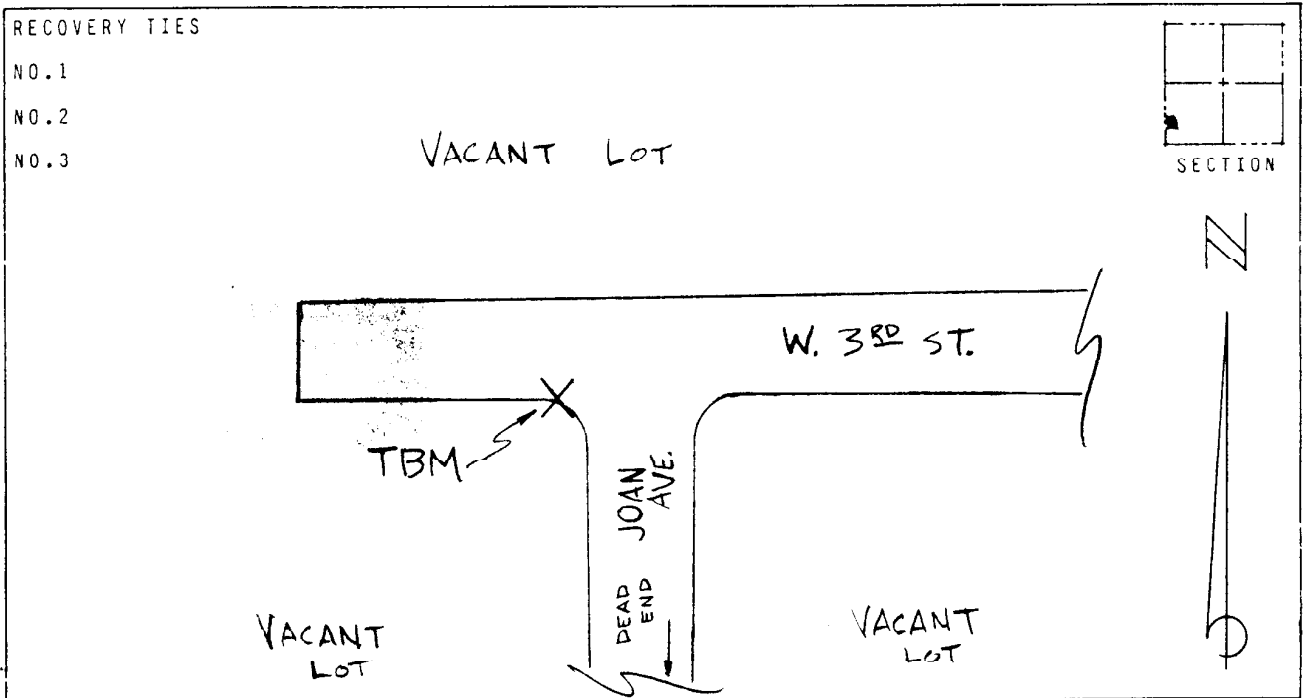 RECOVERY TIES
NO.1
NO.2
NO.3
VACANT LOT
SECTION
N
W. 3RD ST.
TBM
JOAN
AVE.
DEAD
END
VACANT
LOT
VACANT
LOT